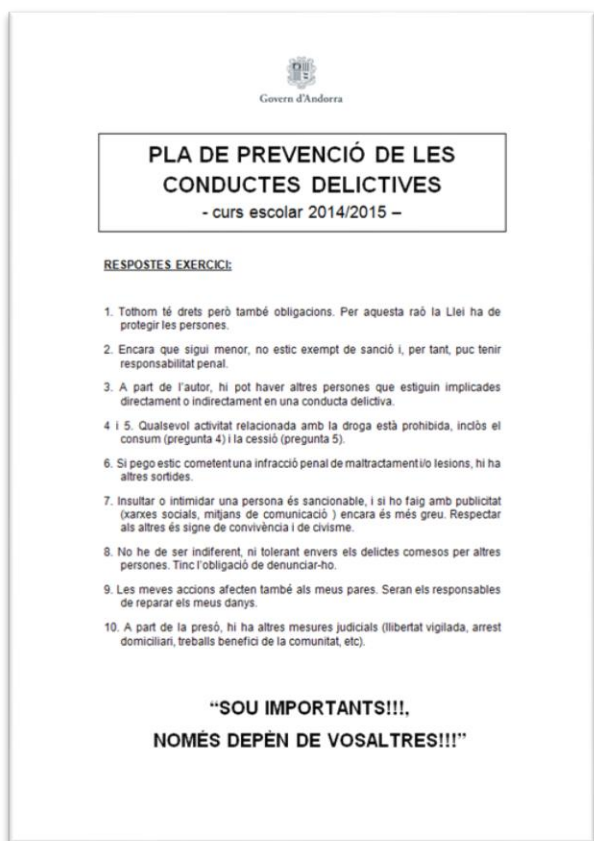 Govern d'Andorra
PLA DE PREVENCIÓ DE LES
CONDUCTES DELICTIVES
- curs escolar 2014/2015 –
RESPOSTES EXERCICI:
1. Tothom té drets però també obligacions. Per aquesta raò la Llei ha de
protegir les persones.
2. Encara que sigui menor, no estic exempt de sanció i, per tant, puc tenir
responsabilitat penal.
3. A part de l'autor, hi pot haver altres persones que estiguin implicades
directament o indirectament en una conducta delictiva.
4 i 5. Qualsevol activitat relacionada amb la droga està prohibida, inclòs el
consum (pregunta 4) i la cessió (pregunta 5).
6. Si pego estic cometent una infracció penal de maltractament i/o lesions, hi ha
altres sortides.
7. Insultar o intimidar una persona és sancionable, i si ho faig amb publicitat
(xarxes socials, mitjans de comunicació ) encara és més greu. Respectar
als altres és signe de convivència i de civisme.
8. No he de ser indiferent, ni tolerant envers els delictes comesos per altres
persones. Tinc l'obligació de denunciar-ho.
9. Les meves accions afecten també als meus pares. Seran els responsables
de reparar els meus danys.
10. A part de la presó, hi ha altres mesures judicials (llibertat vigilada, arrest
domiciliari, treballs benefici de la comunitat, etc).
"SOU IMPORTANTS!!!,
NOMÉS DEPÈN DE VOSALTRES!!!"